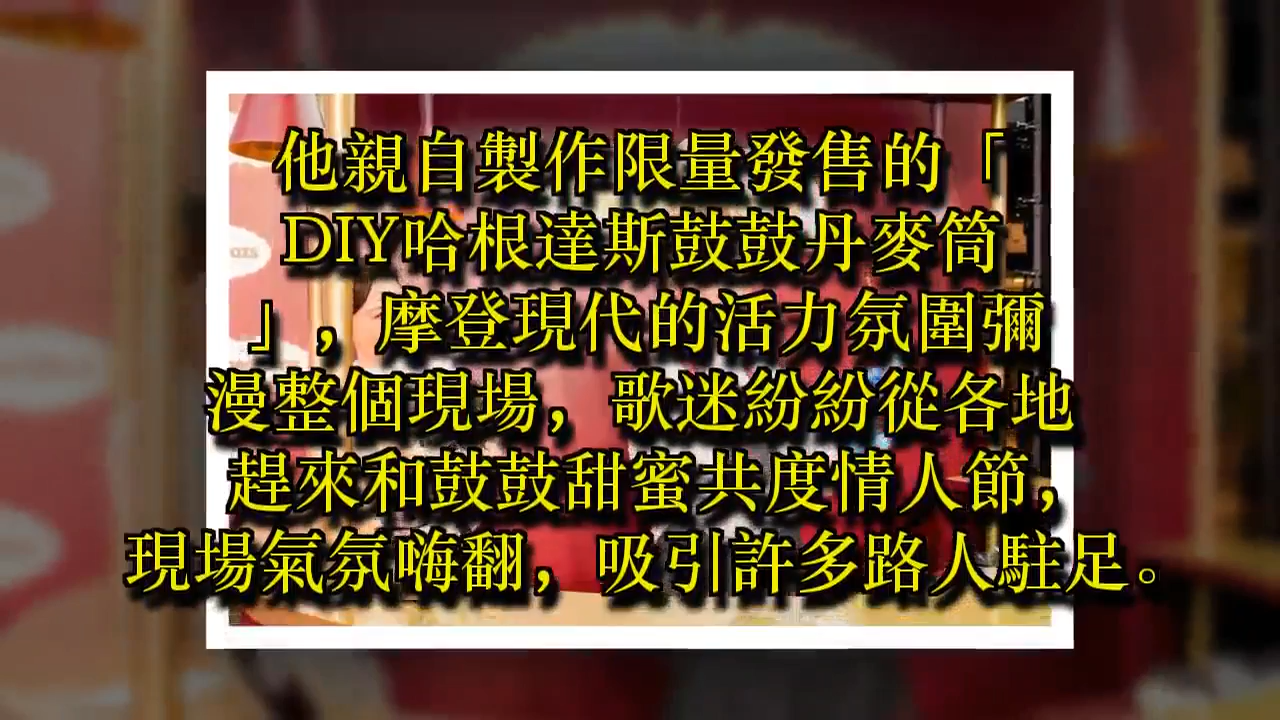 他親自製作限量發售的「
DIY哈根達斯鼓鼓丹麥筒
」，摩登現代的活力氛圍彌
漫整個現場，歌迷紛紛從各地
趕來和鼓鼓甜蜜共度情人節，
現場氣氛嗨翻，吸引許多路人駐足。